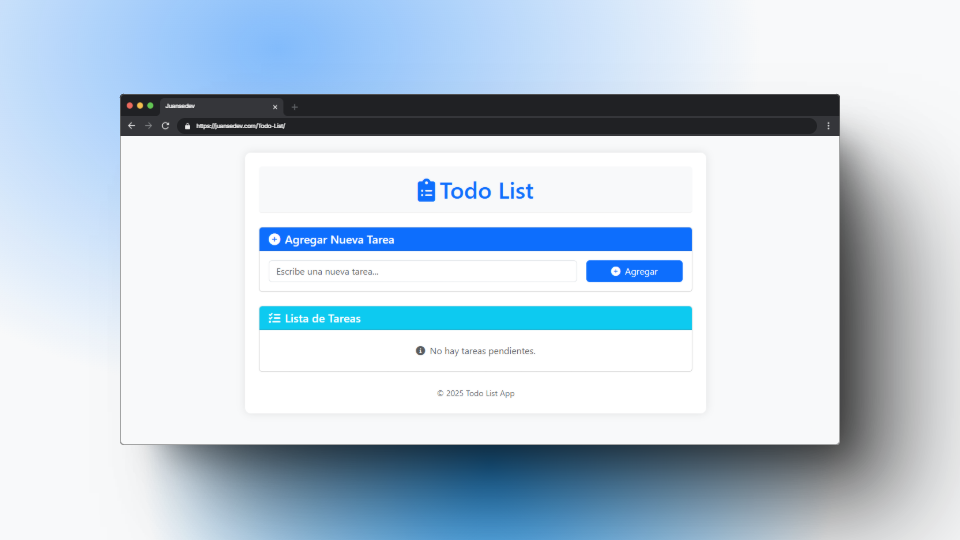 Juansedev
https://juansedev.com/Todo-List/
Todo List
Agregar Nueva Tarea
Escribe una nueva tarea...
Agregar
Lista de Tareas
No hay tareas pendientes.
© 2025 Todo List App